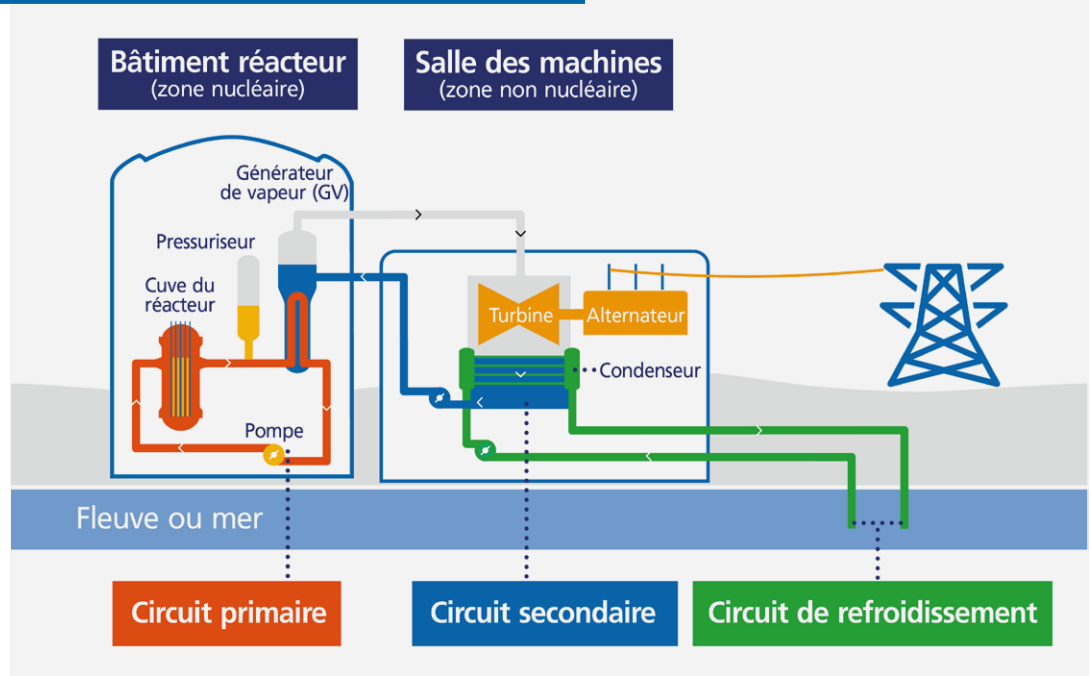 Bâtiment réacteur
(zone nucléaire)
Salle des machines
(zone non nucléaire)
Générateur
de vapeur (GV)
Pressuriseur
Cuve du
réacteur
Turbine
Alternateur
Condenseur
Pompe
Fleuve ou mer
Circuit primaire
Circuit secondaire
Circuit de refroidissement